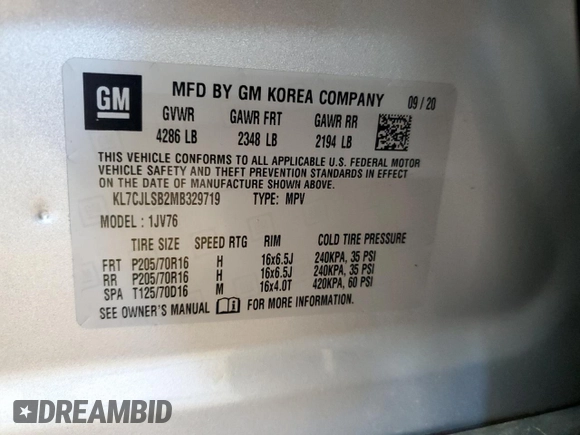 GM
MFD BY GM KOREA COMPANY 09/20
GVWR GAWR FRT GAWR RR
4286 LB 2348 LB 2194 LB
THIS VEHICLE CONFORMS TO ALL APPLICABLE U.S. FEDERAL MOTOR
VEHICLE SAFETY AND THEFT PREVENTION STANDARDS IN EFFECT
ON THE DATE OF MANUFACTURE SHOWN ABOVE.
KL7CJLSB2MB329719 TYPE: MPV
MODEL: 1JV76
TIRE SIZE SPEED RTG RIM COLD TIRE PRESSURE
FRT P205/70R16 H 16x6.5J 240KPA, 35 PSI
RR P205/70R16 H 16x6.5J 240KPA, 35 PSI
SPA T125/70D16 M 16x4.0T 420KPA, 60 PSI
SEE OWNER'S MANUAL FOR MORE INFORMATION.
DREAMBID